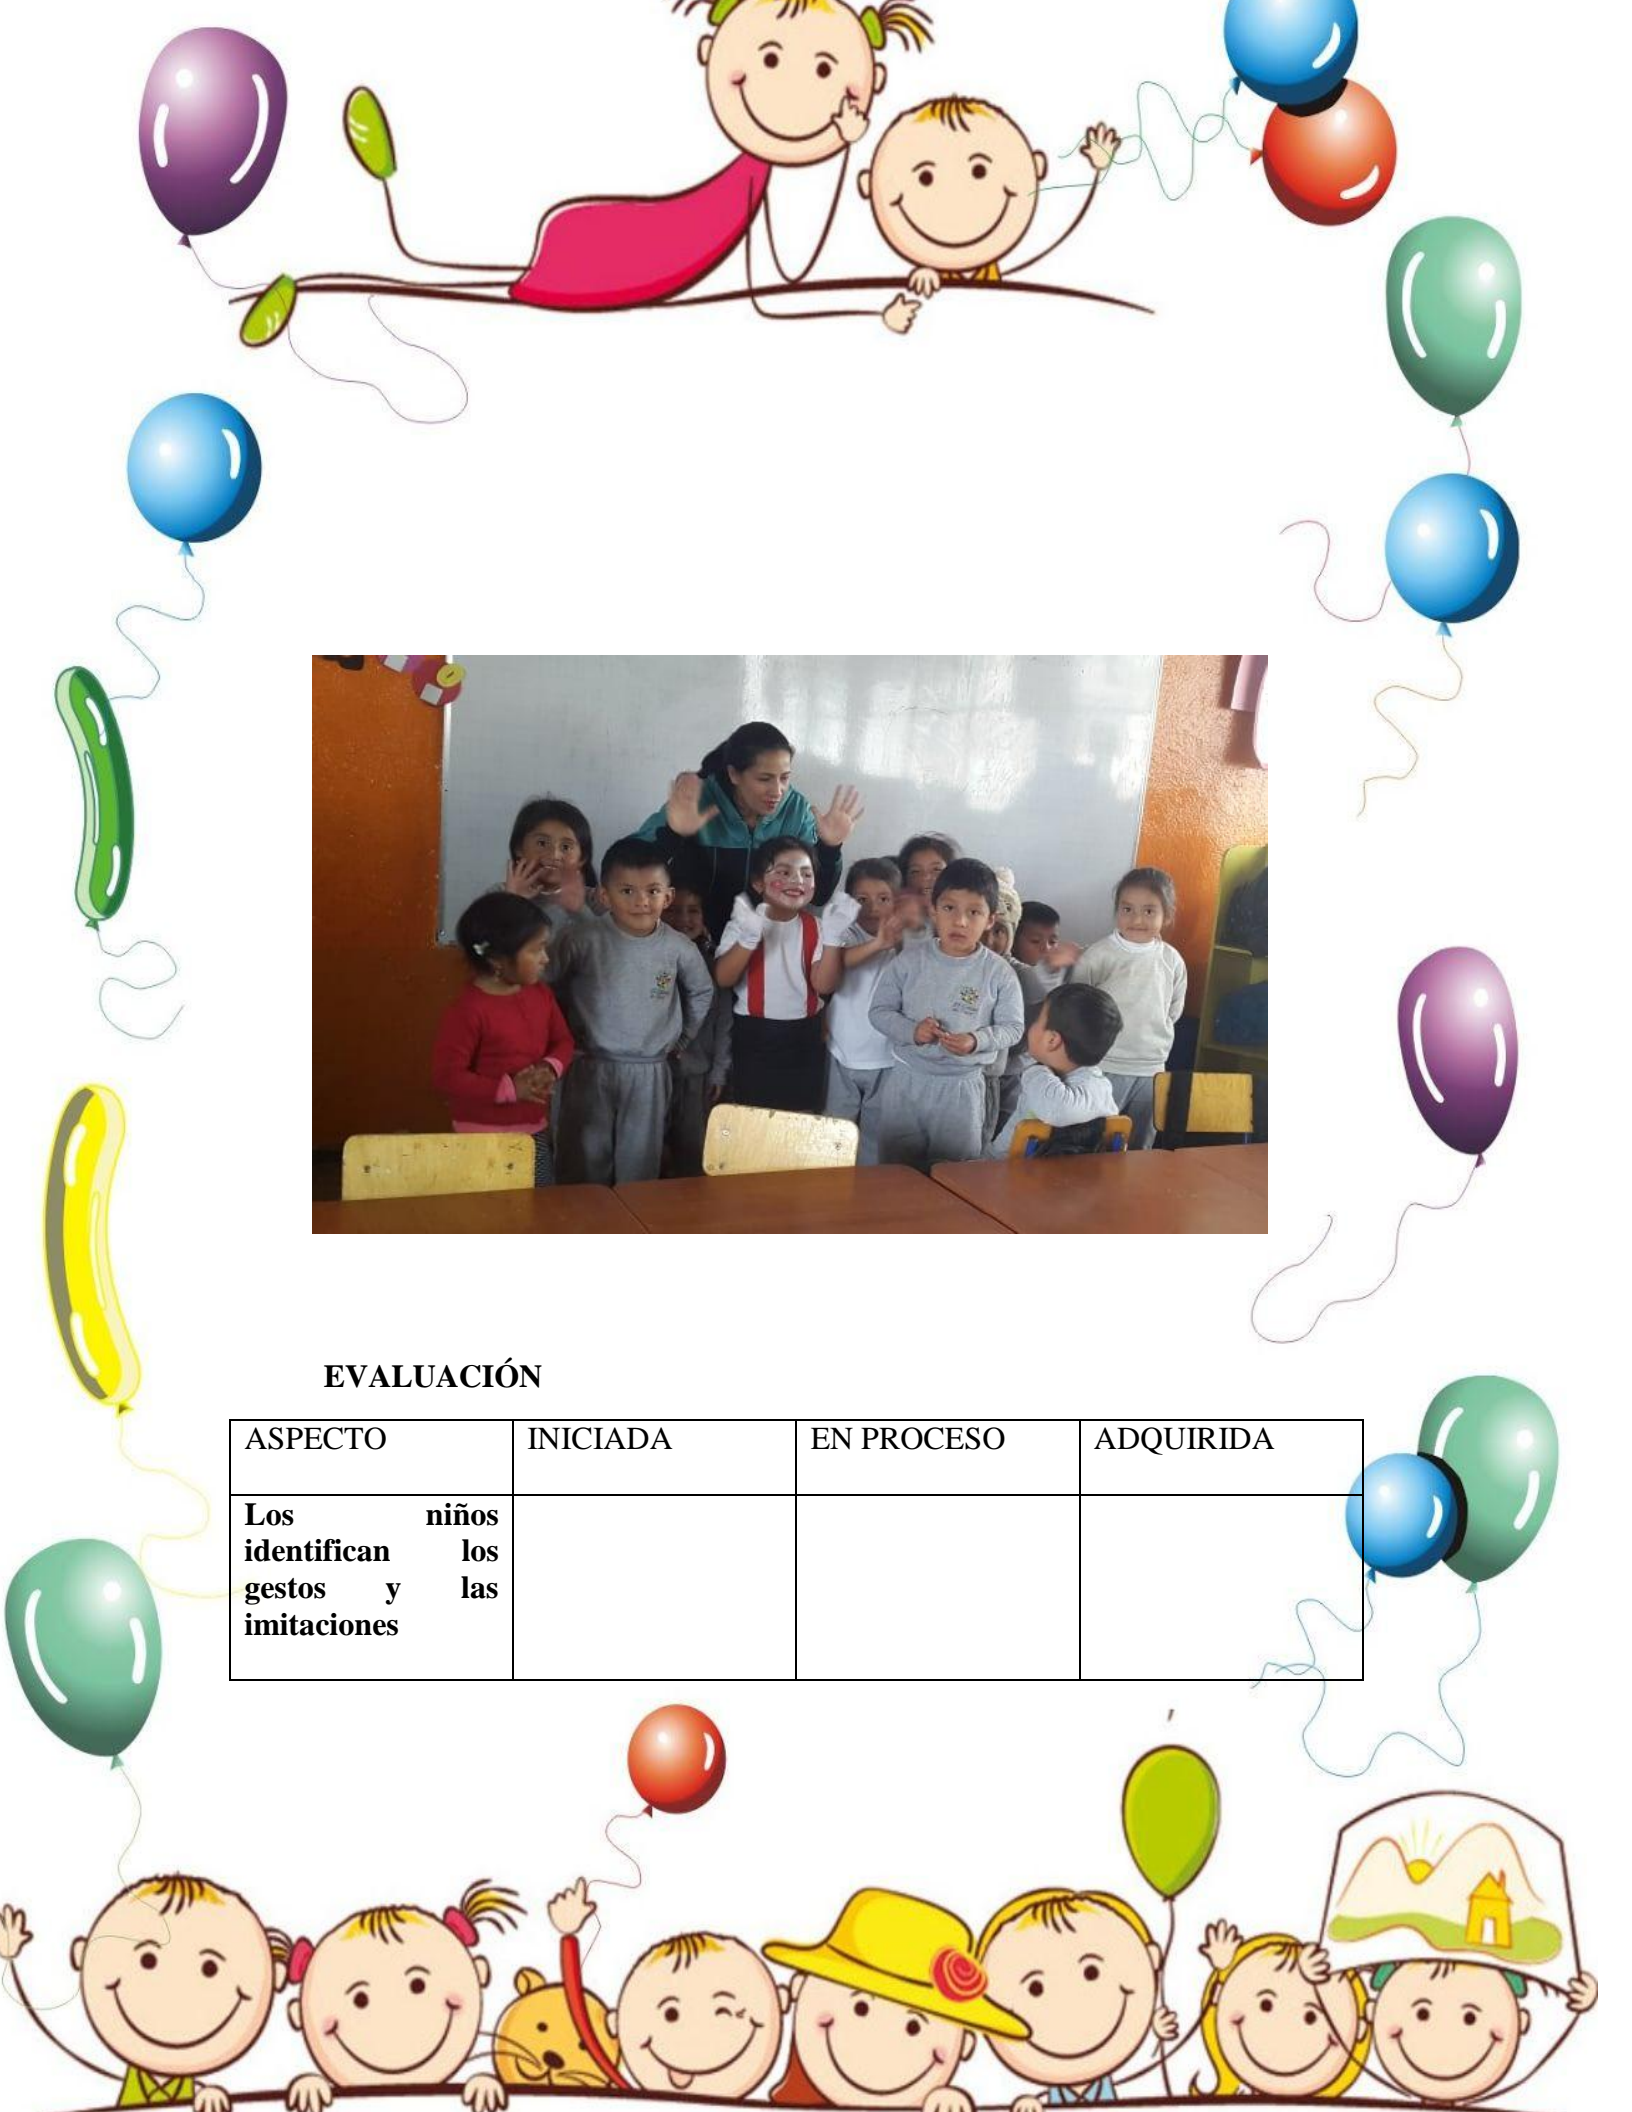 EVALUACIÓN
ASPECTO INICIADA EN PROCESO ADQUIRIDA
Los niños
identifican los
gestos y las
imitaciones